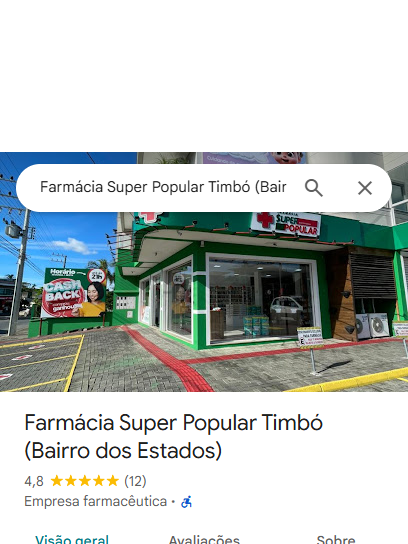 Farmácia Super Popular Timbó (Bair
FARMÁCIA
SUPER
POPULAR
Horário
CASH
BACK
Farmácia Super Popular Timbó
(Bairro dos Estados)
4,8 (12)
Empresa farmacêutica ·
Visão geral Avaliações Sobre